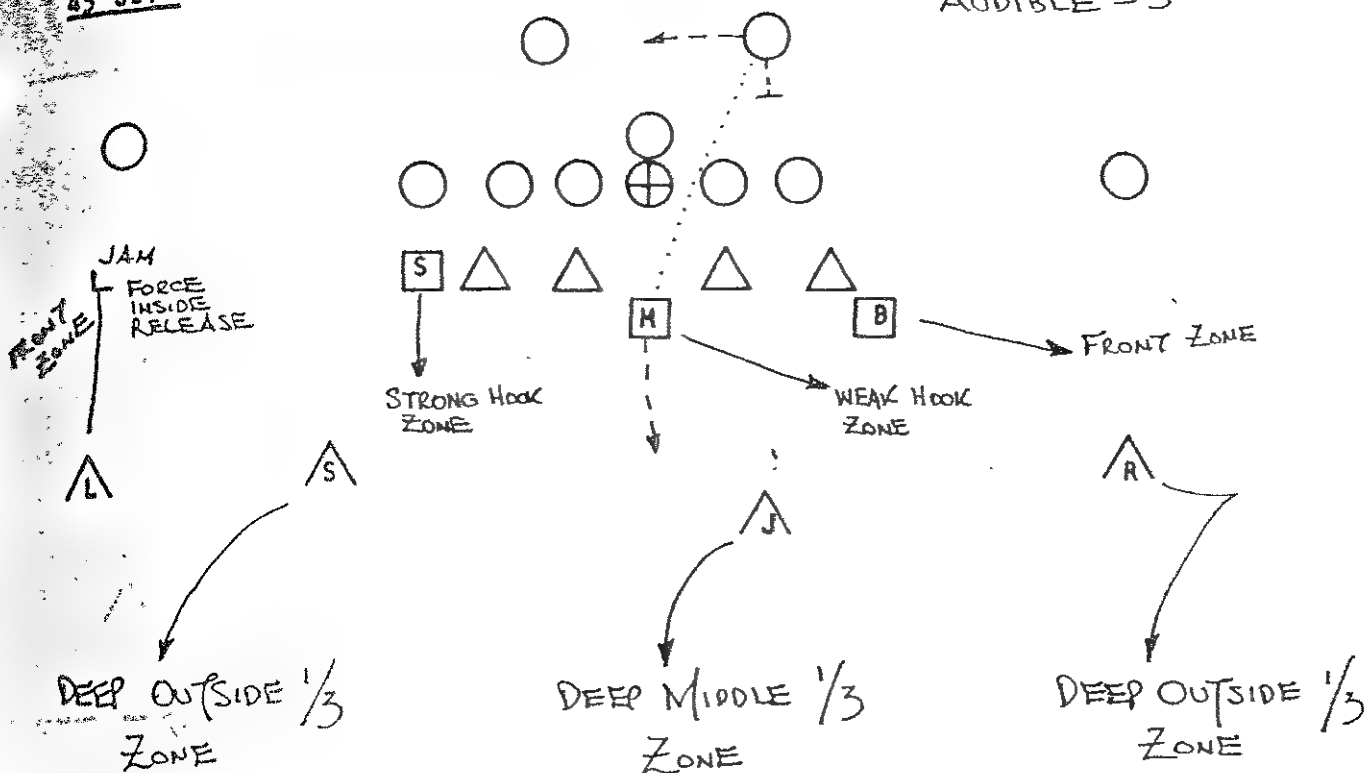 AUDIBLE - 3
JAM
FORCE
INSIDE
RELEASE
FRONT
ZONE
S
M
B
FRONT ZONE
STRONG HOOK
ZONE
WEAK HOOK
ZONE
L
S
J
R
DEEP OUTSIDE 1/3
ZONE
DEEP MIDDLE 1/3
ZONE
DEEP OUTSIDE 1/3
ZONE